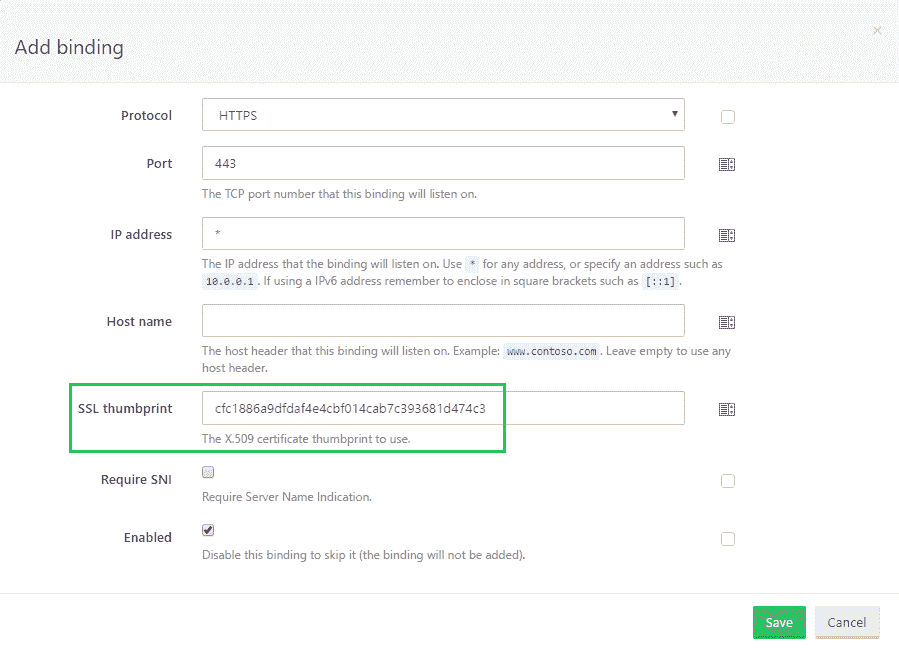 Add binding
×
Protocol HTTPS
Port 443
The TCP port number that this binding will listen on.
IP address *
The IP address that the binding will listen on. Use * for any address, or specify an address such as
10.0.0.1. If using a IPv6 address remember to enclose in square brackets such as [::1].
Host name
The host header that this binding will listen on. Example: www.contoso.com. Leave empty to use any
host header.
SSL thumbprint cfc1886a9dfdaf4e4cbf014cab7c393681d474c3
The X.509 certificate thumbprint to use.
Require SNI
Require Server Name Indication.
Enabled
Disable this binding to skip it (the binding will not be added).
Save Cancel